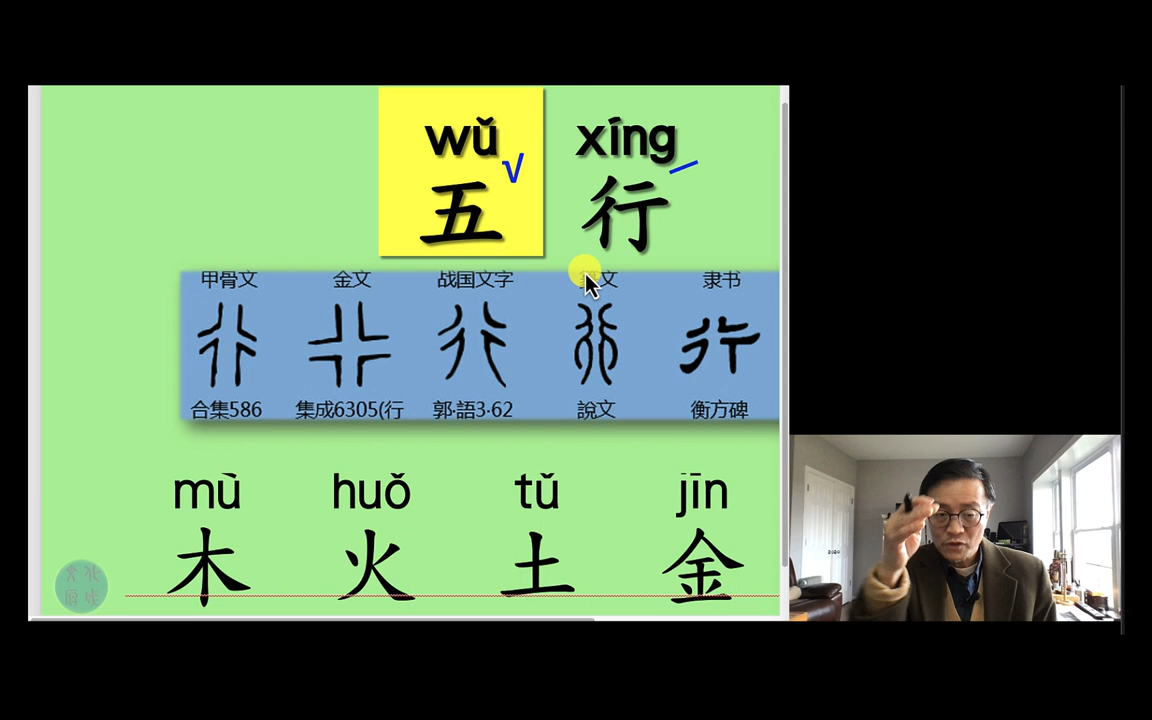 wǔ xíng
五 行
甲骨文 金文 战国文字 文 隶书
合集586 集成6305(行 郭·語3·62 說文 衡方碑
mù huǒ tǔ jīn
木 火 土 金